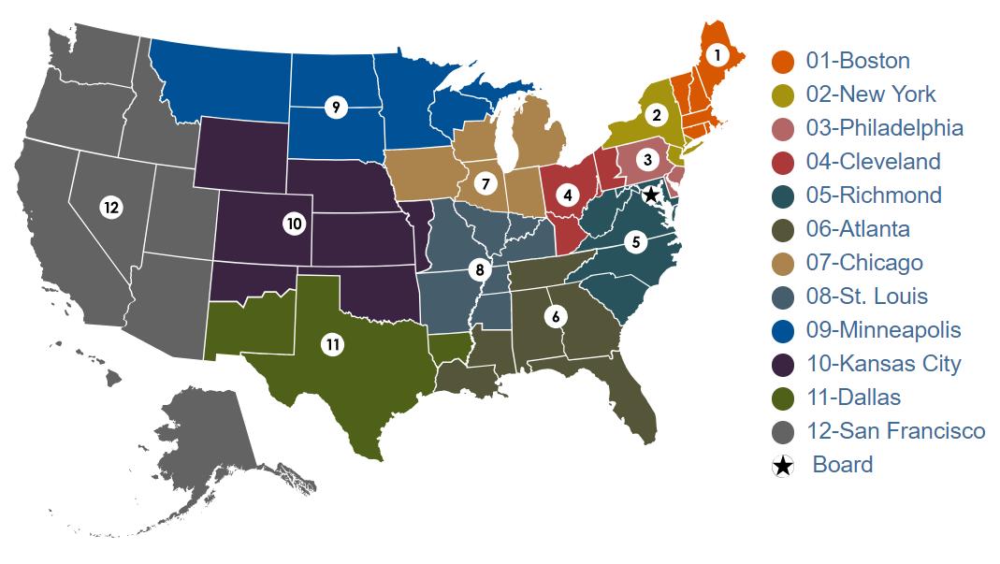 1
2
3
4
5
6
7
8
9
10
11
12
01-Boston
02-New York
03-Philadelphia
04-Cleveland
05-Richmond
06-Atlanta
07-Chicago
08-St. Louis
09-Minneapolis
10-Kansas City
11-Dallas
12-San Francisco
Board